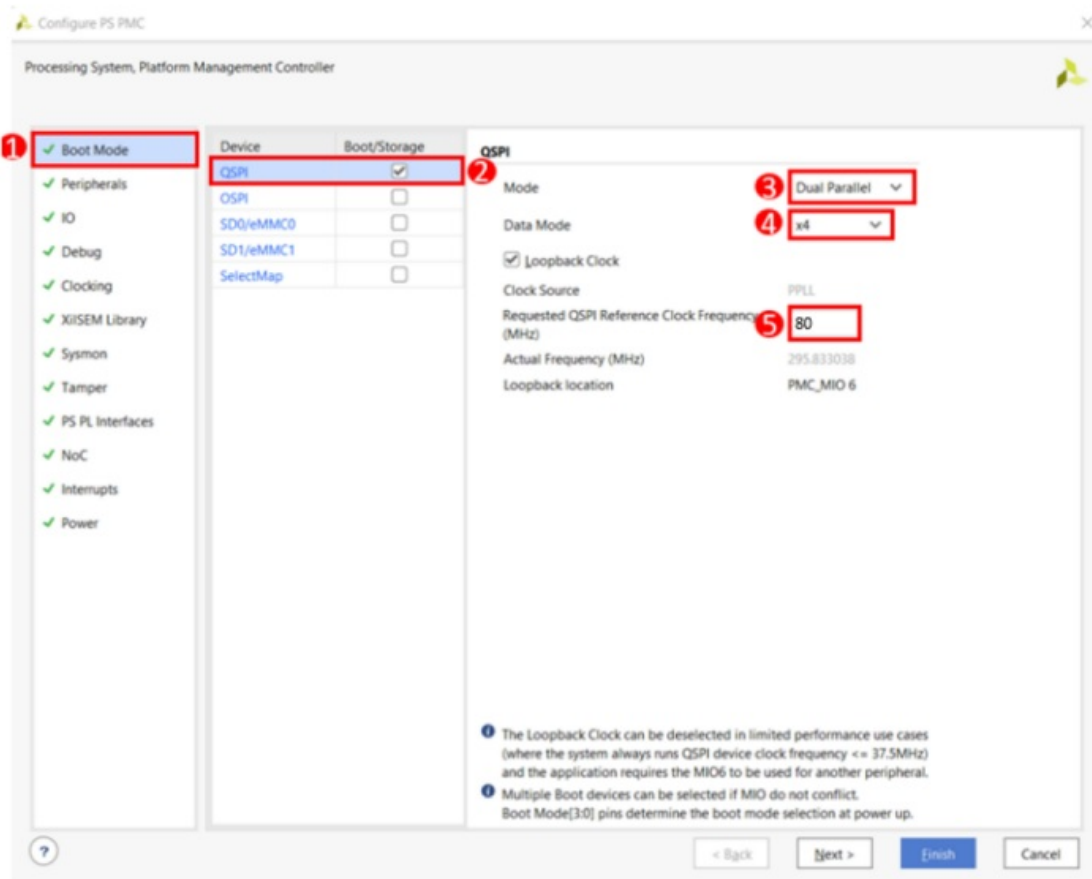 Configure PS PMC
Processing System, Platform Management Controller
1
Boot Mode
Peripherals
IO
Debug
Clocking
XilSEM Library
Sysmon
Tamper
PS PL Interfaces
NoC
Interrupts
Power
Device Boot/Storage
QSPI
OSPI
SD0/eMMC0
SD1/eMMC1
SelectMap
2
QSPI
Mode 3 Dual Parallel
Data Mode 4 x4
Loopback Clock
Clock Source PPLL
Requested QSPI Reference Clock Frequency
(MHz) 5 80
Actual Frequency (MHz) 295.833038
Loopback location PMC_MIO 6
The Loopback Clock can be deselected in limited performance use cases
(where the system always runs QSPI device clock frequency <= 37.5MHz)
and the application requires the MIO6 to be used for another peripheral.
Multiple Boot devices can be selected if MIO do not conflict.
Boot Mode[3:0] pins determine the boot mode selection at power up.
? < Back Next > Finish Cancel